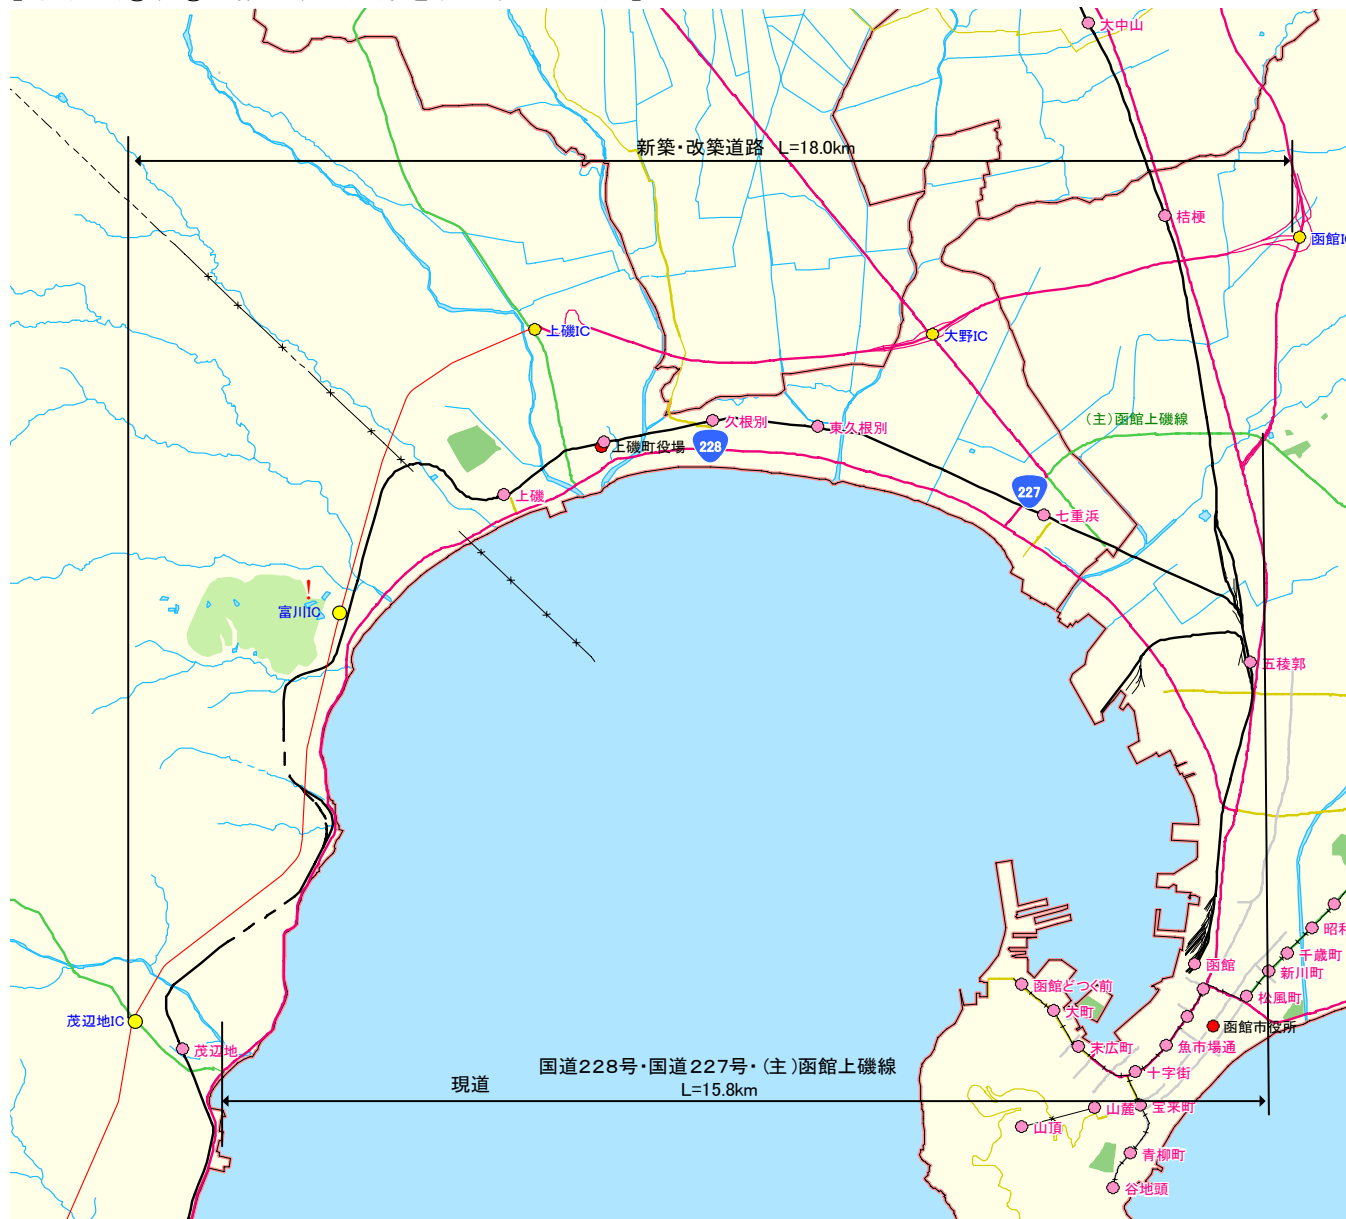 大中山
新築・改築道路 L=18.0km
桔梗
函館IC
上磯IC
大野IC
(主)函館上磯線
久根別
東久根別
上磯町役場
228
227
上磯
七重浜
!
富川IC
五稜郭
昭和
千歳町
函館
新川町
函館どつく前
松風町
大町
茂辺地IC
函館市役所
末広町
魚市場通
茂辺地
国道228号・国道227号・(主)函館上磯線
十字街
現道
L=15.8km
山麓
宝来町
山頂
青柳町
谷地頭